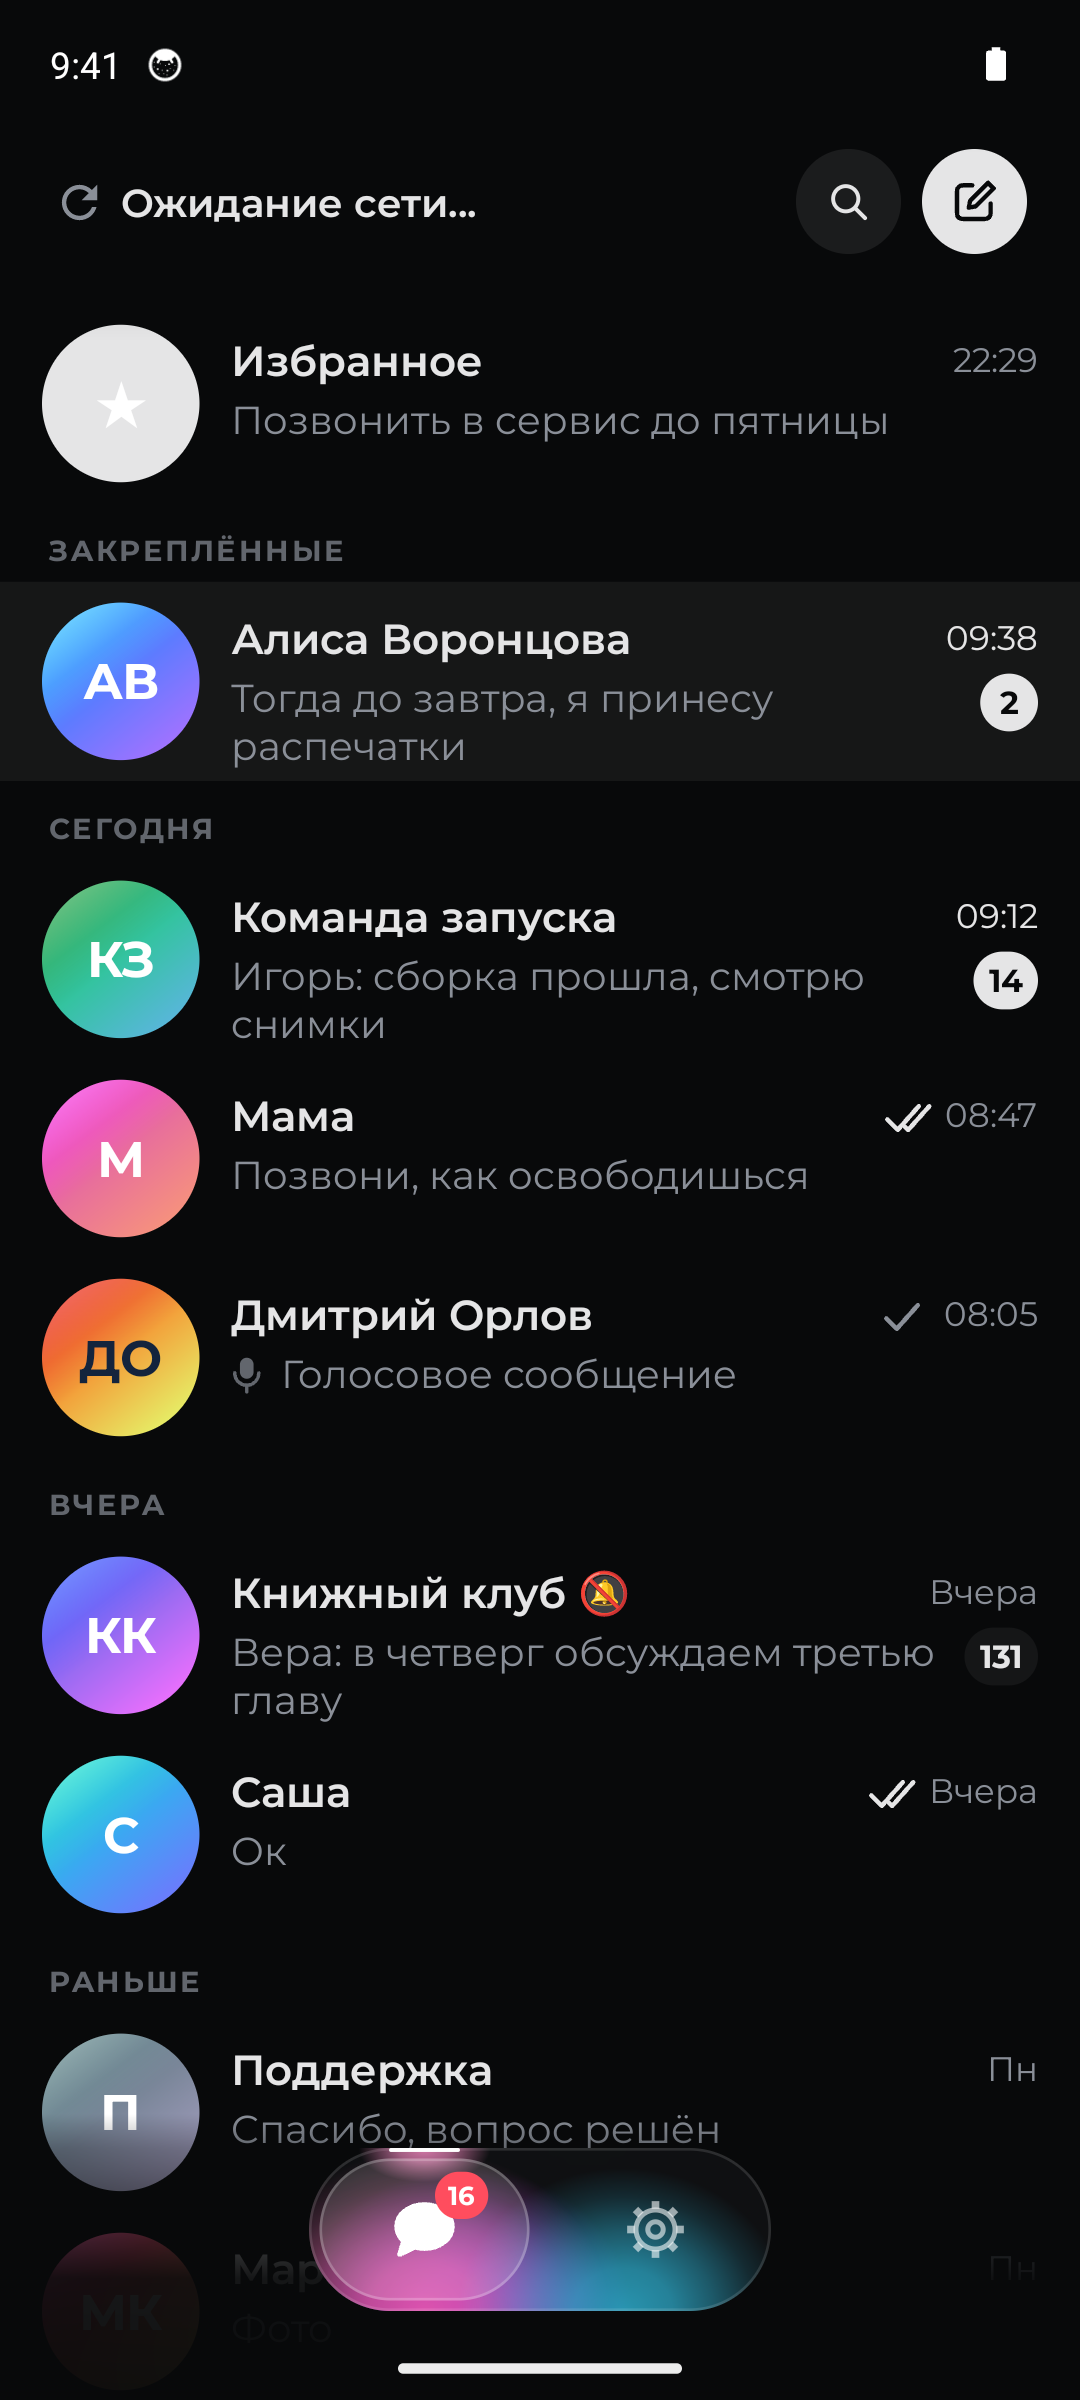 9:41
Ожидание сети...
Избранное
22:29
Позвонить в сервис до пятницы
ЗАКРЕПЛЁННЫЕ
АВ
Алиса Воронцова
09:38
Тогда до завтра, я принесу
2
распечатки
СЕГОДНЯ
КЗ
Команда запуска
09:12
Игорь: сборка прошла, смотрю
14
снимки
М
Мама
08:47
Позвони, как освободишься
ДО
Дмитрий Орлов
08:05
Голосовое сообщение
ВЧЕРА
КК
Книжный клуб
Вчера
Вера: в четверг обсуждаем третью
131
главу
С
Саша
Вчера
Ок
РАНЬШЕ
П
Поддержка
Пн
Спасибо, вопрос решён
16
МК
Пн
Фото